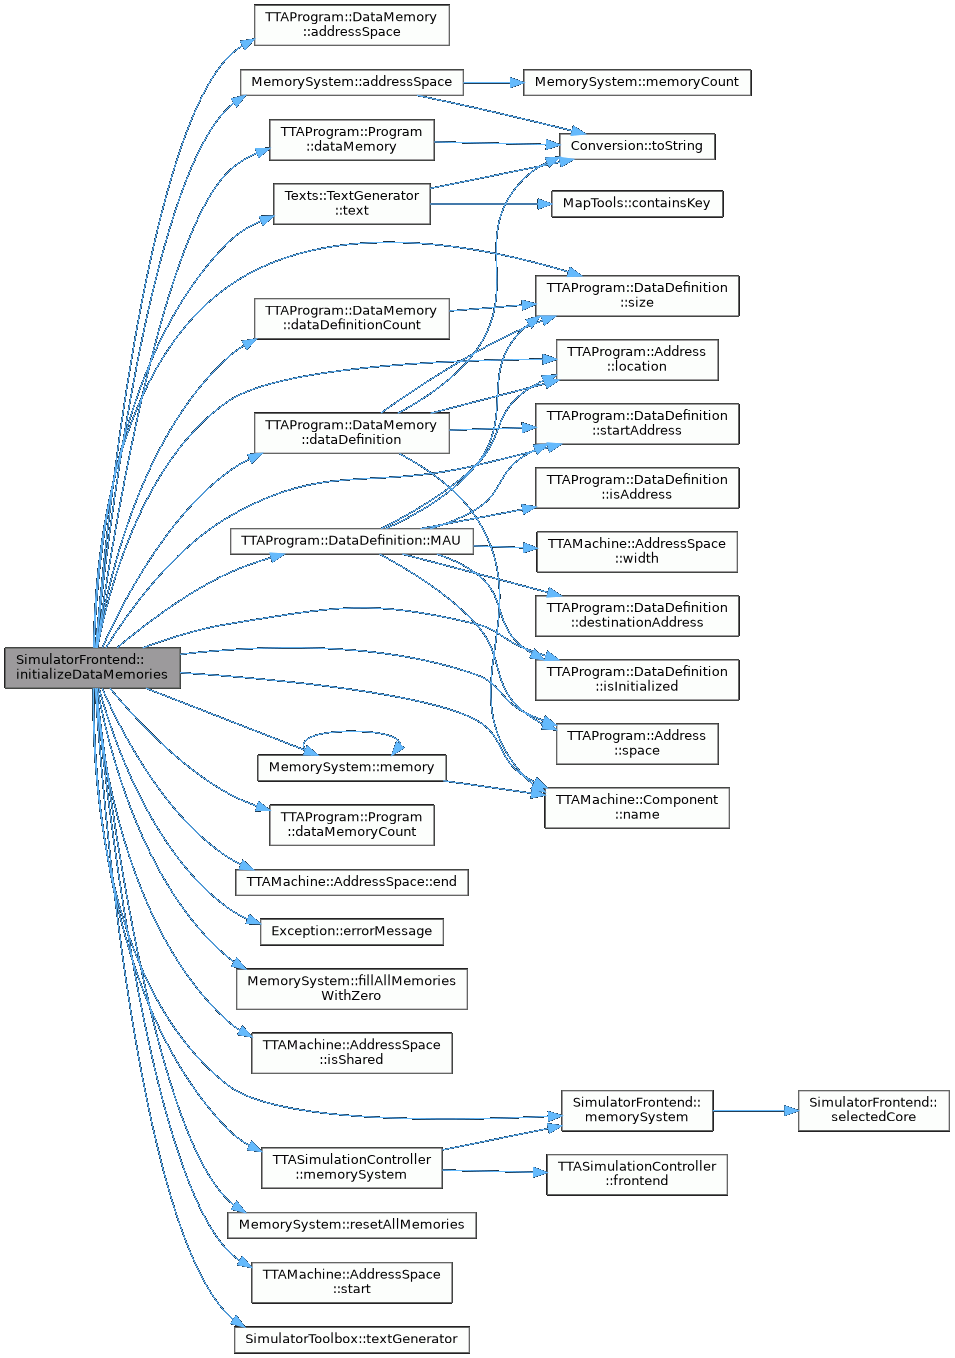 TTAProgram::DataMemory
::addressSpace
MemorySystem::addressSpace
MemorySystem::memoryCount
TTAProgram::Program
::dataMemory
Conversion::toString
Texts::TextGenerator
::text
MapTools::containsKey
TTAProgram::DataDefinition
::size
TTAProgram::DataMemory
::dataDefinitionCount
TTAProgram::Address
::location
TTAProgram::DataMemory
::dataDefinition
TTAProgram::DataDefinition
::startAddress
TTAProgram::DataDefinition
::isAddress
TTAProgram::DataDefinition::MAU
TTAMachine::AddressSpace
::width
TTAProgram::DataDefinition
::destinationAddress
SimulatorFrontend::
initializeDataMemories
TTAProgram::DataDefinition
::isInitialized
TTAProgram::Address
::space
MemorySystem::memory
TTAMachine::Component
::name
TTAProgram::Program
::dataMemoryCount
TTAMachine::AddressSpace::end
Exception::errorMessage
MemorySystem::fillAllMemories
WithZero
TTAMachine::AddressSpace
::isShared
SimulatorFrontend::
memorySystem
SimulatorFrontend::
selectedCore
TTASimulationController
::memorySystem
TTASimulationController
::frontend
MemorySystem::resetAllMemories
TTAMachine::AddressSpace
::start
SimulatorToolbox::textGenerator